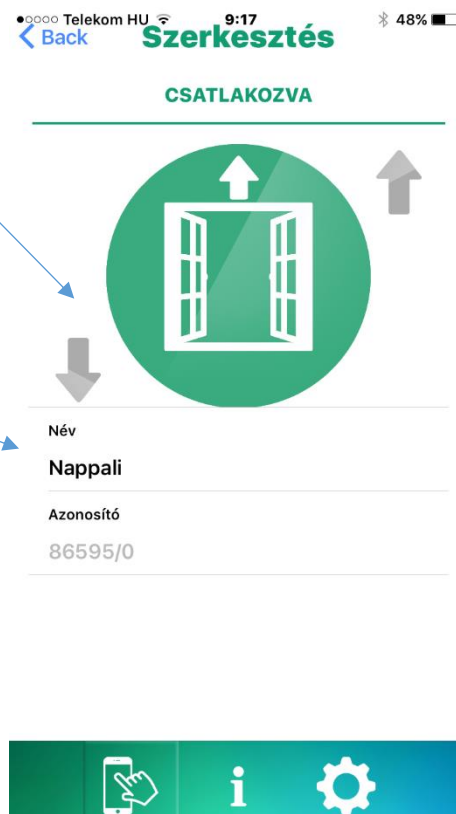 ●○○○○ Telekom HU 9:17 48%
Back Szerkesztés
CSATLAKOZVA
Név
Nappali
Azonosító
86595/0
i